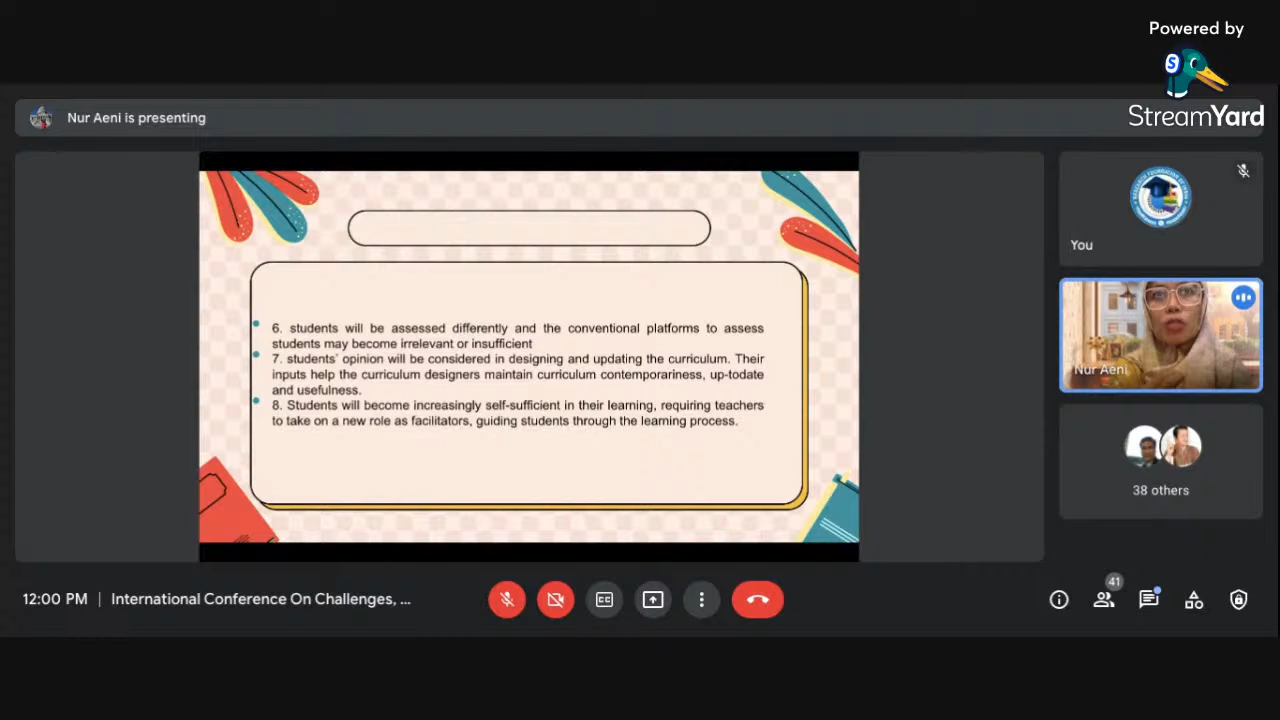 Powered by
StreamYard
Nur Aeni is presenting
You
6. students will be assessed differently and the conventional platforms to assess
students may become irrelevant or insufficient
7. students' opinion will be considered in designing and updating the curriculum. Their
inputs help the curriculum designers maintain curriculum contemporariness, up-todate
and usefulness.
8. Students will become increasingly self-sufficient in their learning, requiring teachers
to take on a new role as facilitators, guiding students through the learning process.
Nur Aeni
38 others
12:00 PM | International Conference On Challenges, ...
CC
41